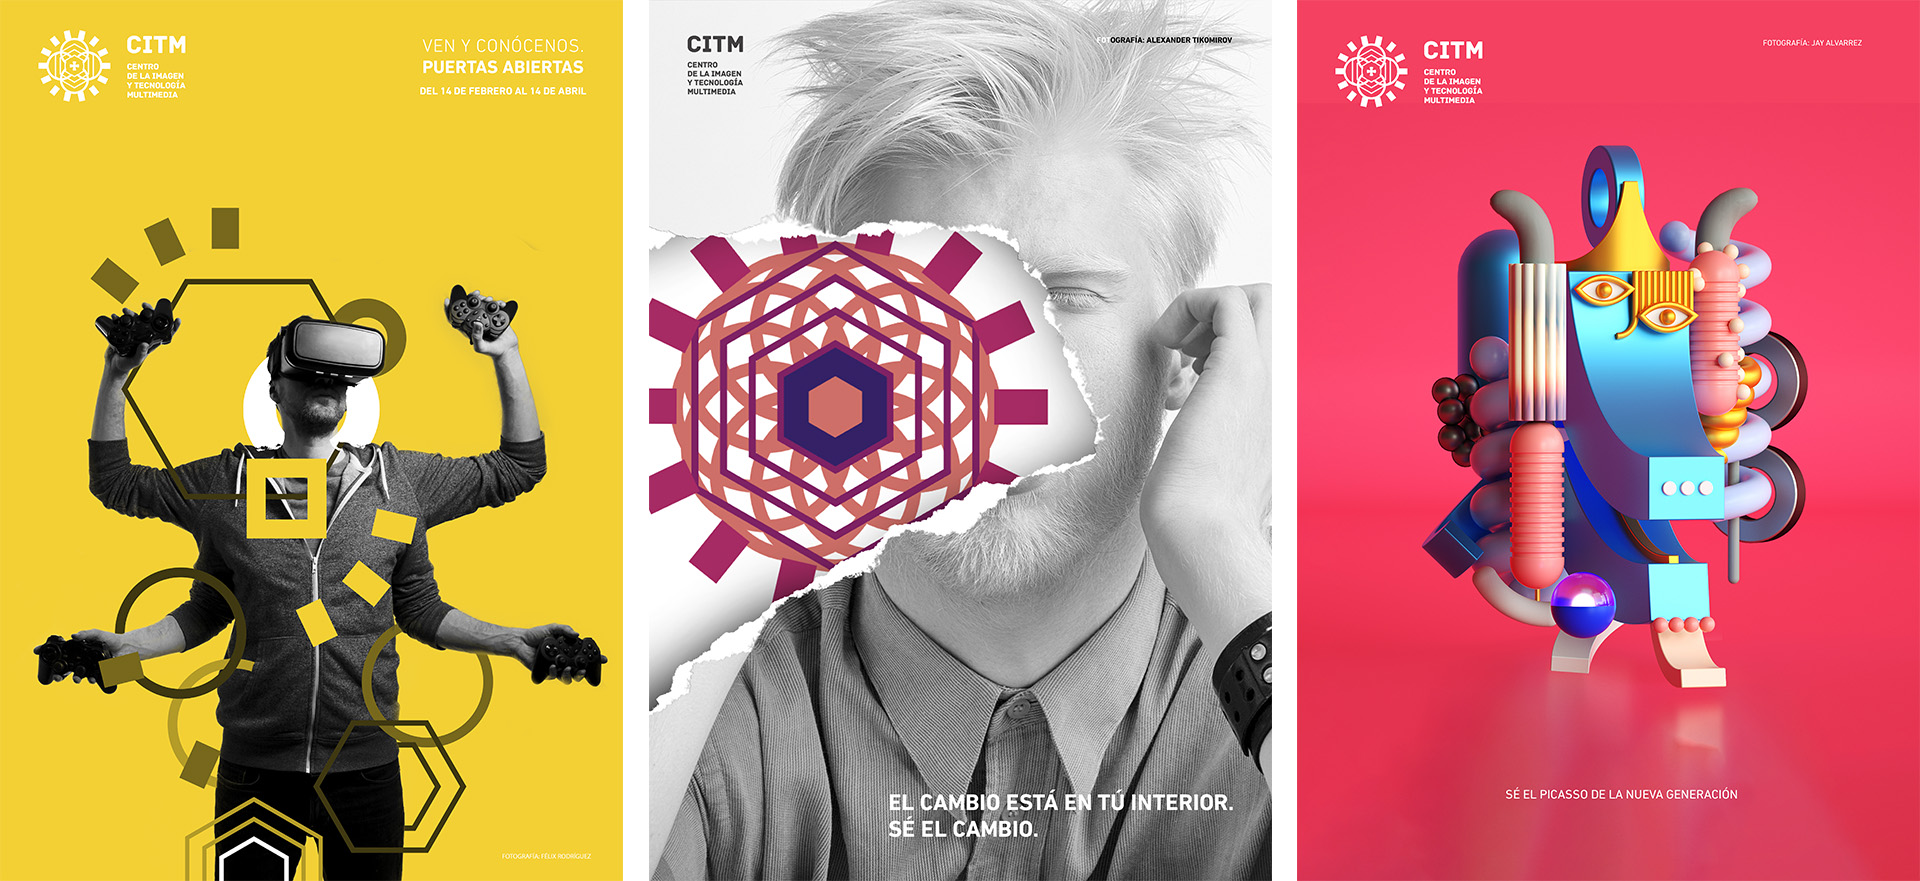 CITM
CENTRO
DE LA IMAGEN
Y TECNOLOGÍA
MULTIMEDIA
VEN Y CONÓCENOS.
PUERTAS ABIERTAS
DEL 14 DE FEBRERO AL 14 DE ABRIL
FOTOGRAFÍA: FÉLIX RODRÍGUEZ
CITM
CENTRO
DE LA IMAGEN
Y TECNOLOGÍA
MULTIMEDIA
FOTOGRAFÍA: ALEXANDER TIKOMIROV
EL CAMBIO ESTÁ EN TÚ INTERIOR.
SÉ EL CAMBIO.
CITM
CENTRO
DE LA IMAGEN
Y TECNOLOGÍA
MULTIMEDIA
FOTOGRAFÍA: JAY ALVARREZ
SÉ EL PICASSO DE LA NUEVA GENERACIÓN